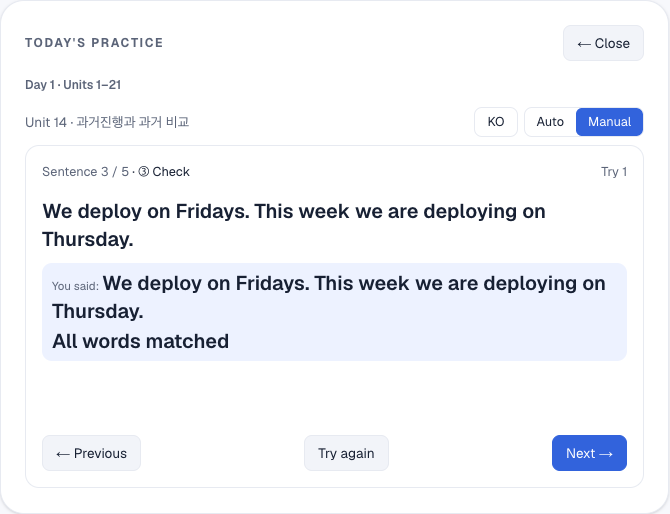 TODAY'S PRACTICE
← Close
Day 1 · Units 1–21
Unit 14 · 과거진행과 과거 비교
KO
Auto
Manual
Sentence 3 / 5 · ③ Check
Try 1
We deploy on Fridays. This week we are deploying on
Thursday.
You said: We deploy on Fridays. This week we are deploying on
Thursday.
All words matched
← Previous
Try again
Next →